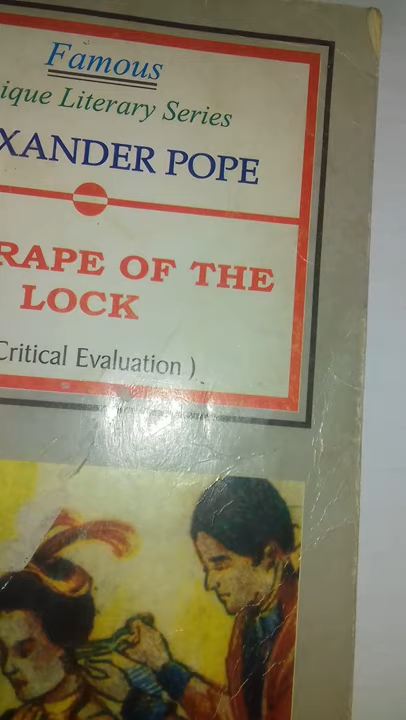 Famous
ique Literary Series
XANDER POPE
RAPE OF THE
LOCK
Critical Evaluation )